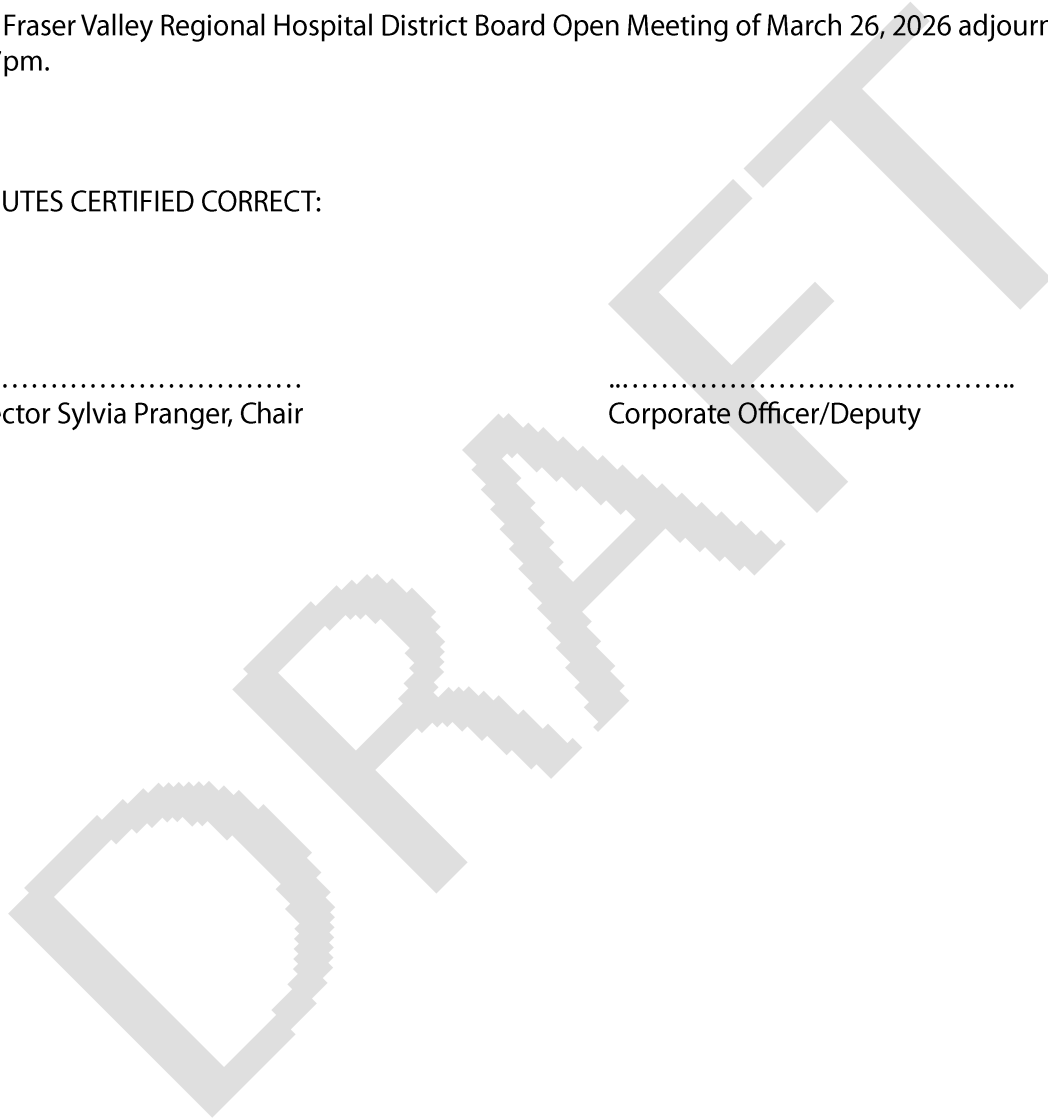 Fraser Valley Regional Hospital District Board Open Meeting of March 26, 2026 adjourn
pm.
UTES CERTIFIED CORRECT:
…………………………… ...…………………………………..
ctor Sylvia Pranger, Chair Corporate Officer/Deputy
DRAFT